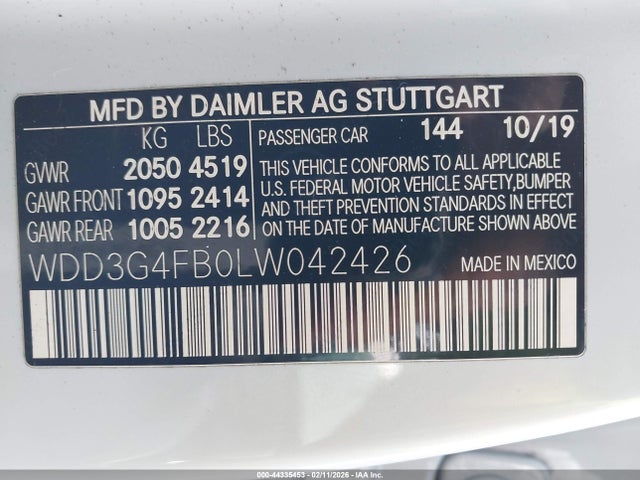 MFD BY DAIMLER AG STUTTGART
KG LBS
GVWR 2050 4519
GAWR FRONT 1095 2414
GAWR REAR 1005 2216
PASSENGER CAR 144 10/19
THIS VEHICLE CONFORMS TO ALL APPLICABLE
U.S. FEDERAL MOTOR VEHICLE SAFETY,BUMPER
AND THEFT PREVENTION STANDARDS IN EFFECT
ON THE DATE OF MANUFACTURE SHOWN ABOVE
WDD3G4FB0LW042426
MADE IN MEXICO
000-44335453 - 02/11/2026 - COPYRIGHT © IAA, LLC.